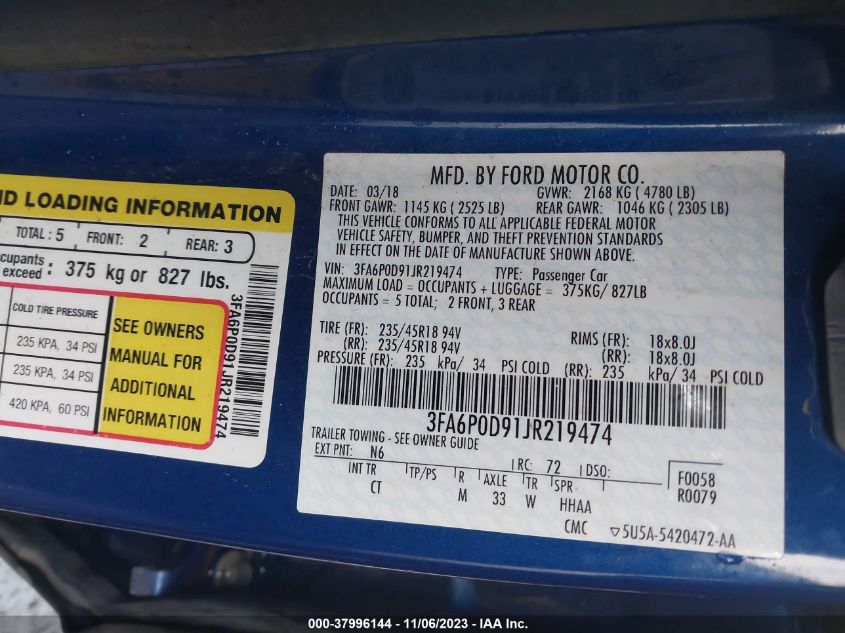 ND LOADING INFORMATION
TOTAL: 5 FRONT: 2 REAR: 3
cupants exceed : 375 kg or 827 lbs.
COLD TIRE PRESSURE
235 KPA, 34 PSI
235 KPA, 34 PSI
420 KPA, 60 PSI
SEE OWNERS
MANUAL FOR
ADDITIONAL
INFORMATION
3FA6P0D91JR219474
MFD. BY FORD MOTOR CO.
DATE: 03/18 GVWR: 2168 KG ( 4780 LB)
FRONT GAWR: 1145 KG ( 2525 LB) REAR GAWR: 1046 KG ( 2305 LB)
THIS VEHICLE CONFORMS TO ALL APPLICABLE FEDERAL MOTOR
VEHICLE SAFETY, BUMPER, AND THEFT PREVENTION STANDARDS
IN EFFECT ON THE DATE OF MANUFACTURE SHOWN ABOVE.
VIN: 3FA6P0D91JR219474 TYPE: Passenger Car
MAXIMUM LOAD = OCCUPANTS + LUGGAGE = 375KG/ 827LB
OCCUPANTS = 5 TOTAL; 2 FRONT, 3 REAR
TIRE (FR): 235/45R18 94V RIMS (FR): 18x8.0J
(RR): 235/45R18 94V (RR): 18x8.0J
PRESSURE (FR): 235 kPa/ 34 PSI COLD (RR): 235 kPa/ 34 PSI COLD
3FA6P0D91JR219474
TRAILER TOWING - SEE OWNER GUIDE
EXT PNT: N6 RC: 72 DSO:
INT TR TP/PS R AXLE TR SPR
CT M 33 W HHAA
F0058
R0079
CMC ▽5U5A-5420472-AA
000-37996144 - 11/06/2023 - IAA Inc.